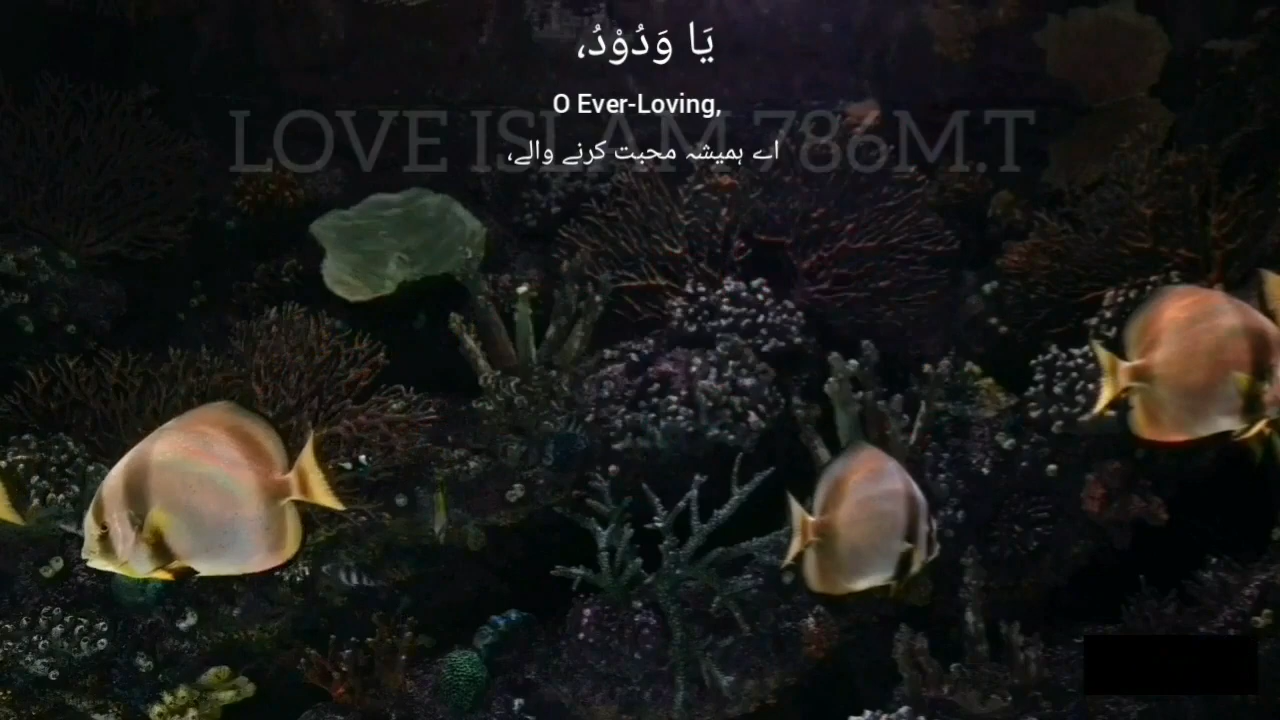 يَا وَدُوْدُ،
O Ever-Loving,
LOVE ISLAM 786M.T
اے ہمیشہ محبت کرنے والے،